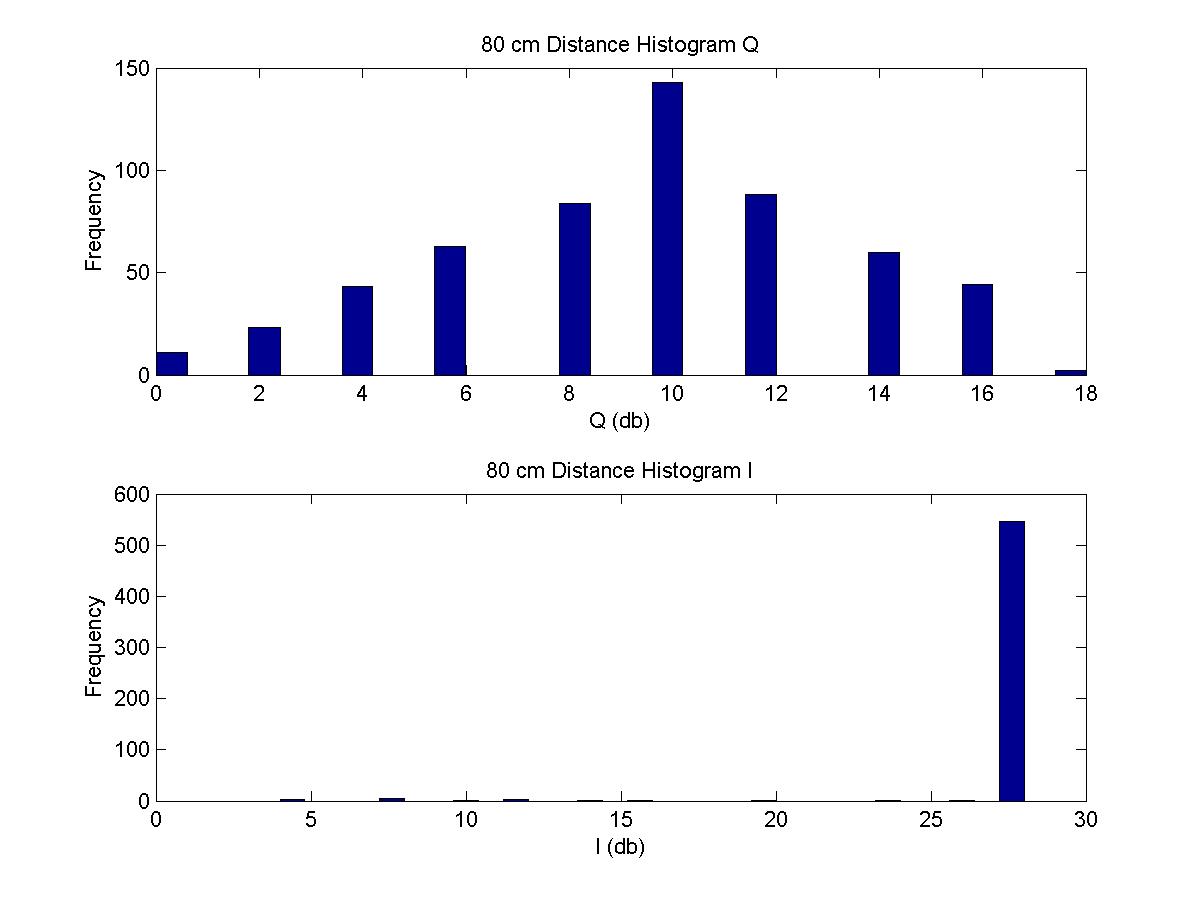 80 cm Distance Histogram Q
150
100
50
0
Frequency
0 2 4 6 8 10 12 14 16 18
Q (db)
80 cm Distance Histogram I
600
500
400
300
200
100
0
Frequency
0 5 10 15 20 25 30
I (db)